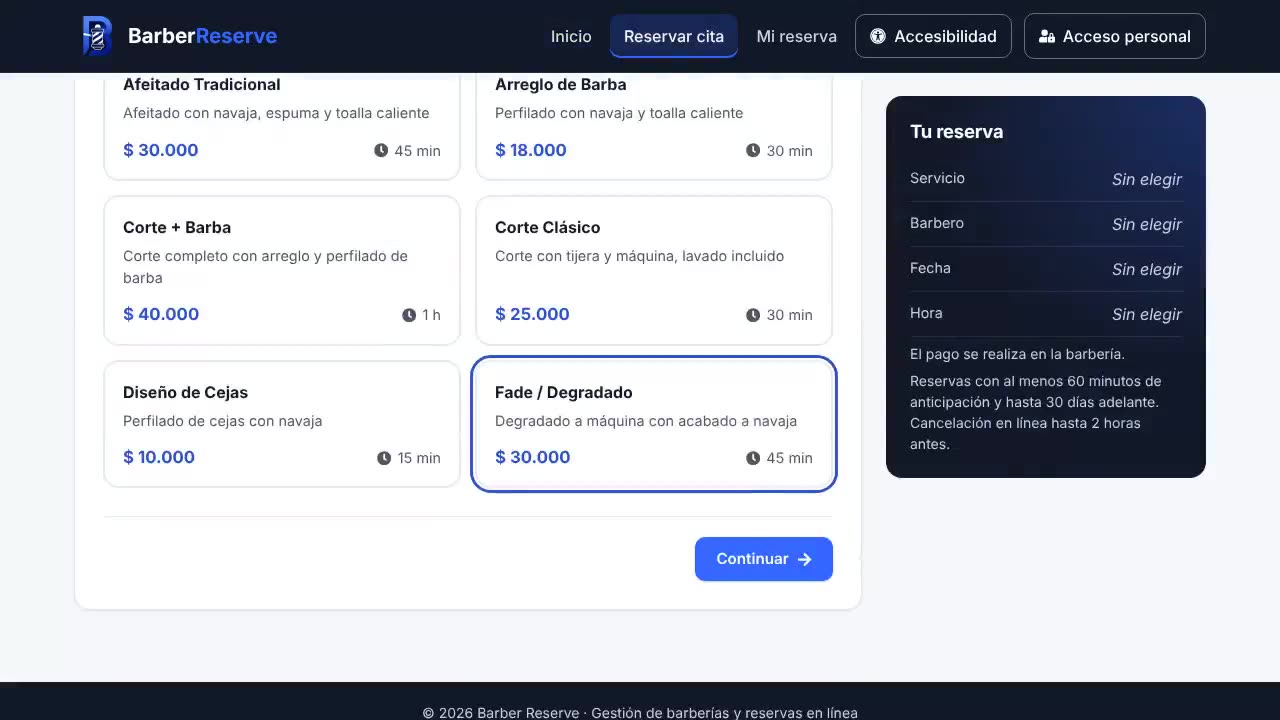 BarberReserve
Inicio
Reservar cita
Mi reserva
Accesibilidad
Acceso personal
Afeitado Tradicional
Afeitado con navaja, espuma y toalla caliente
$ 30.000
45 min
Arreglo de Barba
Perfilado con navaja y toalla caliente
$ 18.000
30 min
Corte + Barba
Corte completo con arreglo y perfilado de
barba
$ 40.000
1 h
Corte Clásico
Corte con tijera y máquina, lavado incluido
$ 25.000
30 min
Diseño de Cejas
Perfilado de cejas con navaja
$ 10.000
15 min
Fade / Degradado
Degradado a máquina con acabado a navaja
$ 30.000
45 min
Continuar →
Tu reserva
Servicio Sin elegir
Barbero Sin elegir
Fecha Sin elegir
Hora Sin elegir
El pago se realiza en la barbería.
Reservas con al menos 60 minutos de
anticipación y hasta 30 días adelante.
Cancelación en línea hasta 2 horas
antes.
© 2026 Barber Reserve · Gestión de barberías y reservas en línea